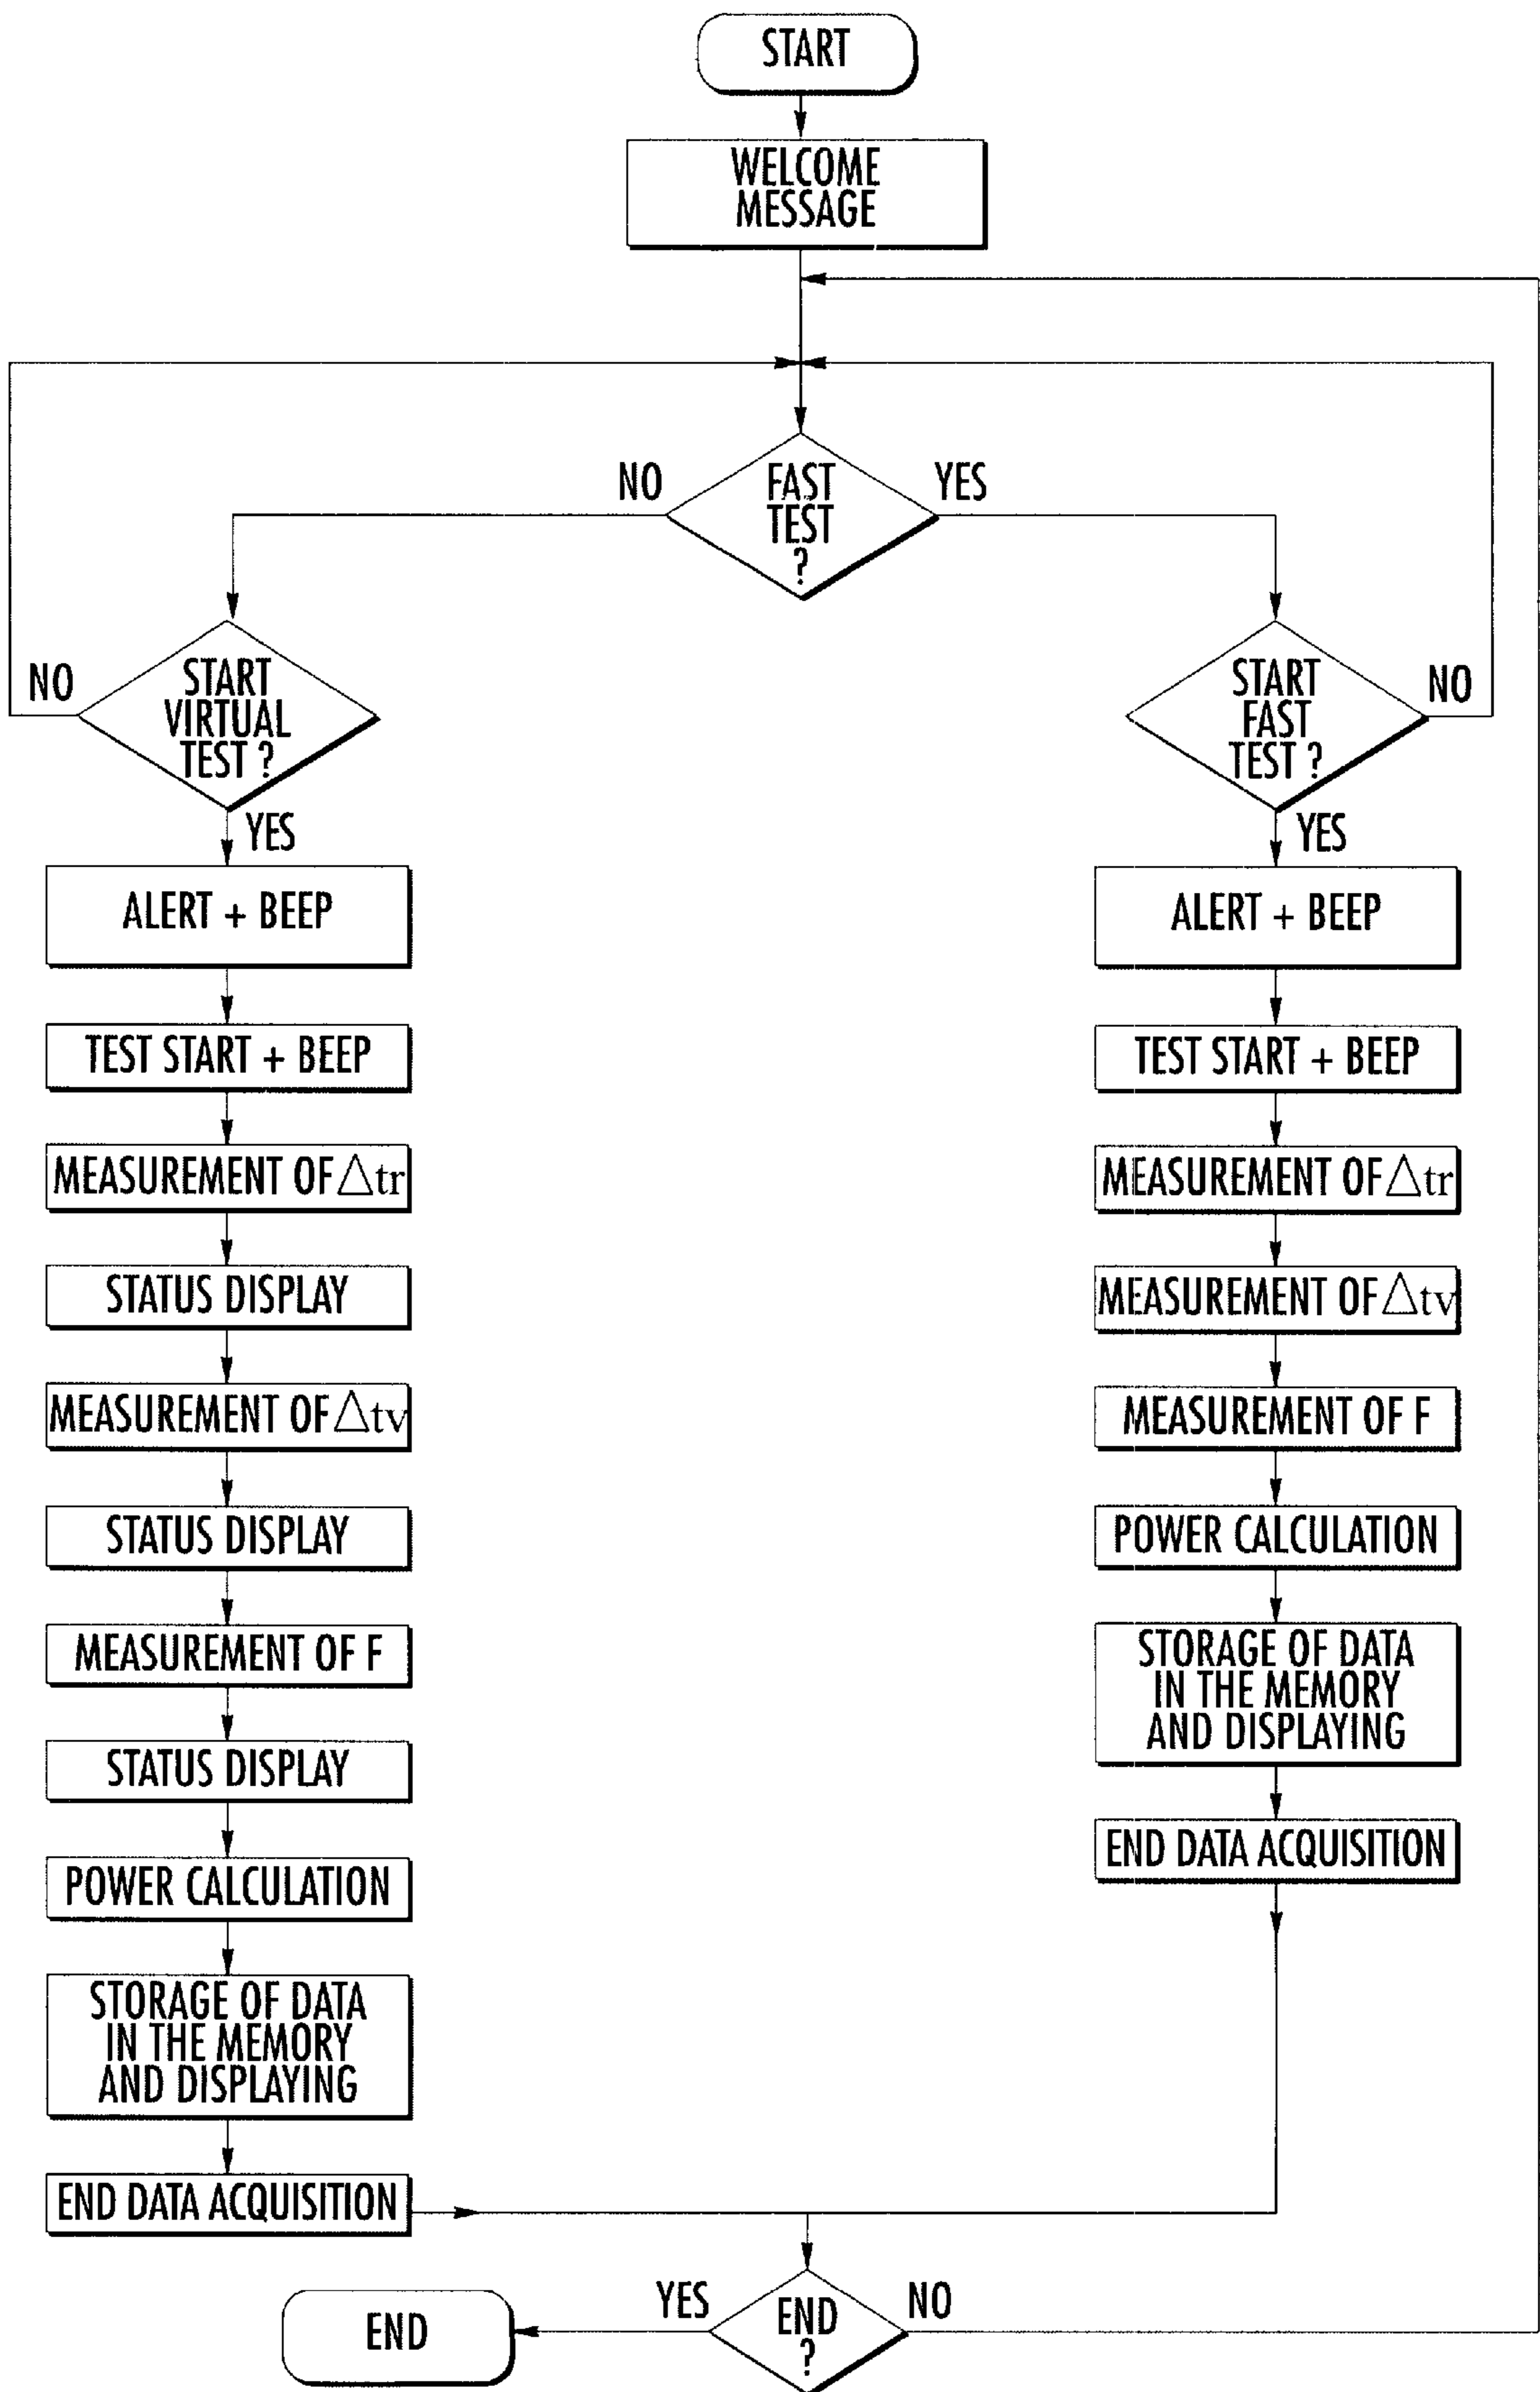 START
WELCOME
MESSAGE
NO
FAST
TEST
?
YES
NO
START
VIRTUAL
TEST ?
YES
START
FAST
TEST ?
NO
YES
ALERT + BEEP
TEST START + BEEP
MEASUREMENT OF △tr
STATUS DISPLAY
MEASUREMENT OF △tv
STATUS DISPLAY
MEASUREMENT OF F
STATUS DISPLAY
POWER CALCULATION
STORAGE OF DATA
IN THE MEMORY
AND DISPLAYING
END DATA ACQUISITION
ALERT + BEEP
TEST START + BEEP
MEASUREMENT OF △tr
MEASUREMENT OF △tv
MEASUREMENT OF F
POWER CALCULATION
STORAGE OF DATA
IN THE MEMORY
AND DISPLAYING
END DATA ACQUISITION
END
YES
END
?
NO